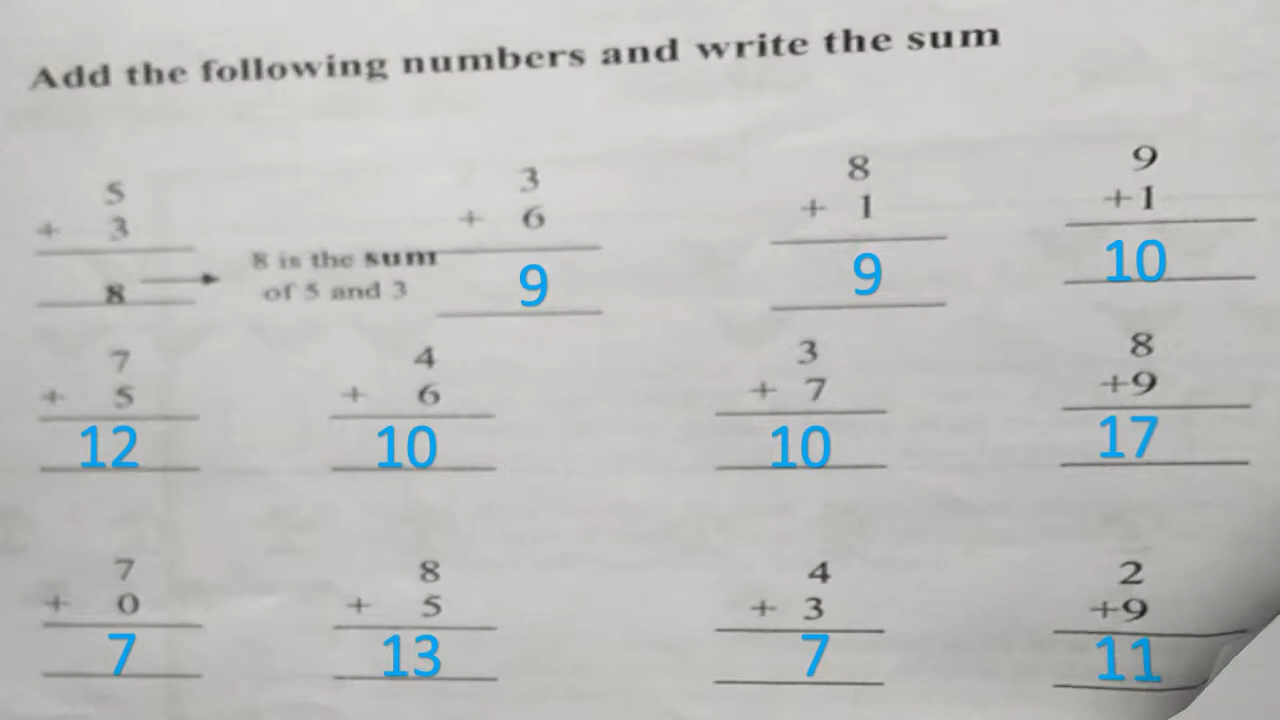 Add the following numbers and write the sum
5 3 8 9
+ 3 + 6 + 1 +1
8 → 8 is the sum of 5 and 3 9 9 10
7 4 3 8
+ 5 + 6 + 7 +9
12 10 10 17
7 8 4 2
+ 0 + 5 + 3 +9
7 13 7 11